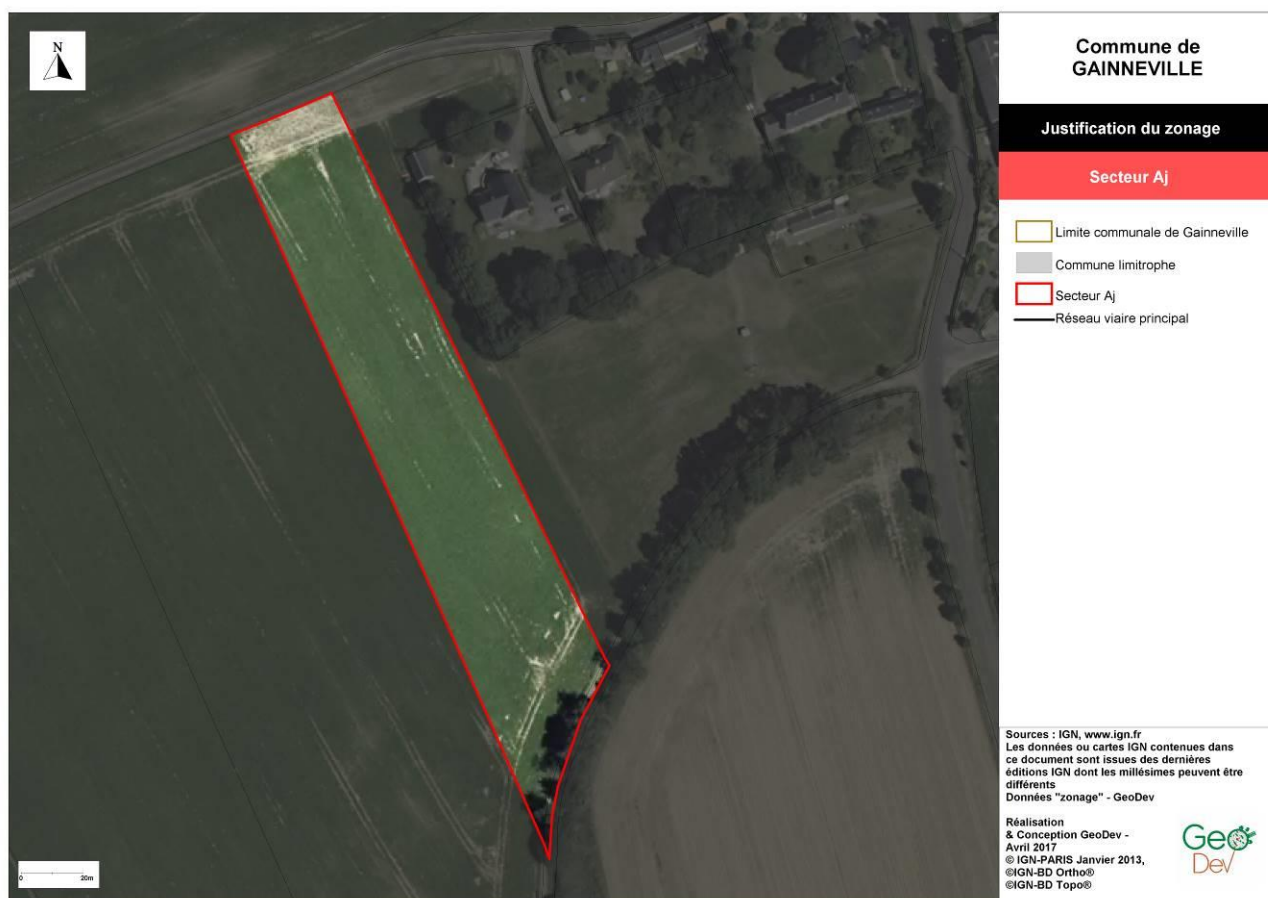 N
Commune de
GAINNEVILLE
Justification du zonage
Secteur Aj
Limite communale de Gainneville
Commune limitrophe
Secteur Aj
Réseau viaire principal
Sources : IGN, www.ign.fr
Les données ou cartes IGN contenues dans
ce document sont issues des dernières
éditions IGN dont les millésimes peuvent être
différents
Données "zonage" - GeoDev
Réalisation
& Conception GeoDev -
Avril 2017
© IGN-PARIS Janvier 2013,
©IGN-BD Ortho®
©IGN-BD Topo®
Geo
Dev
0 20m